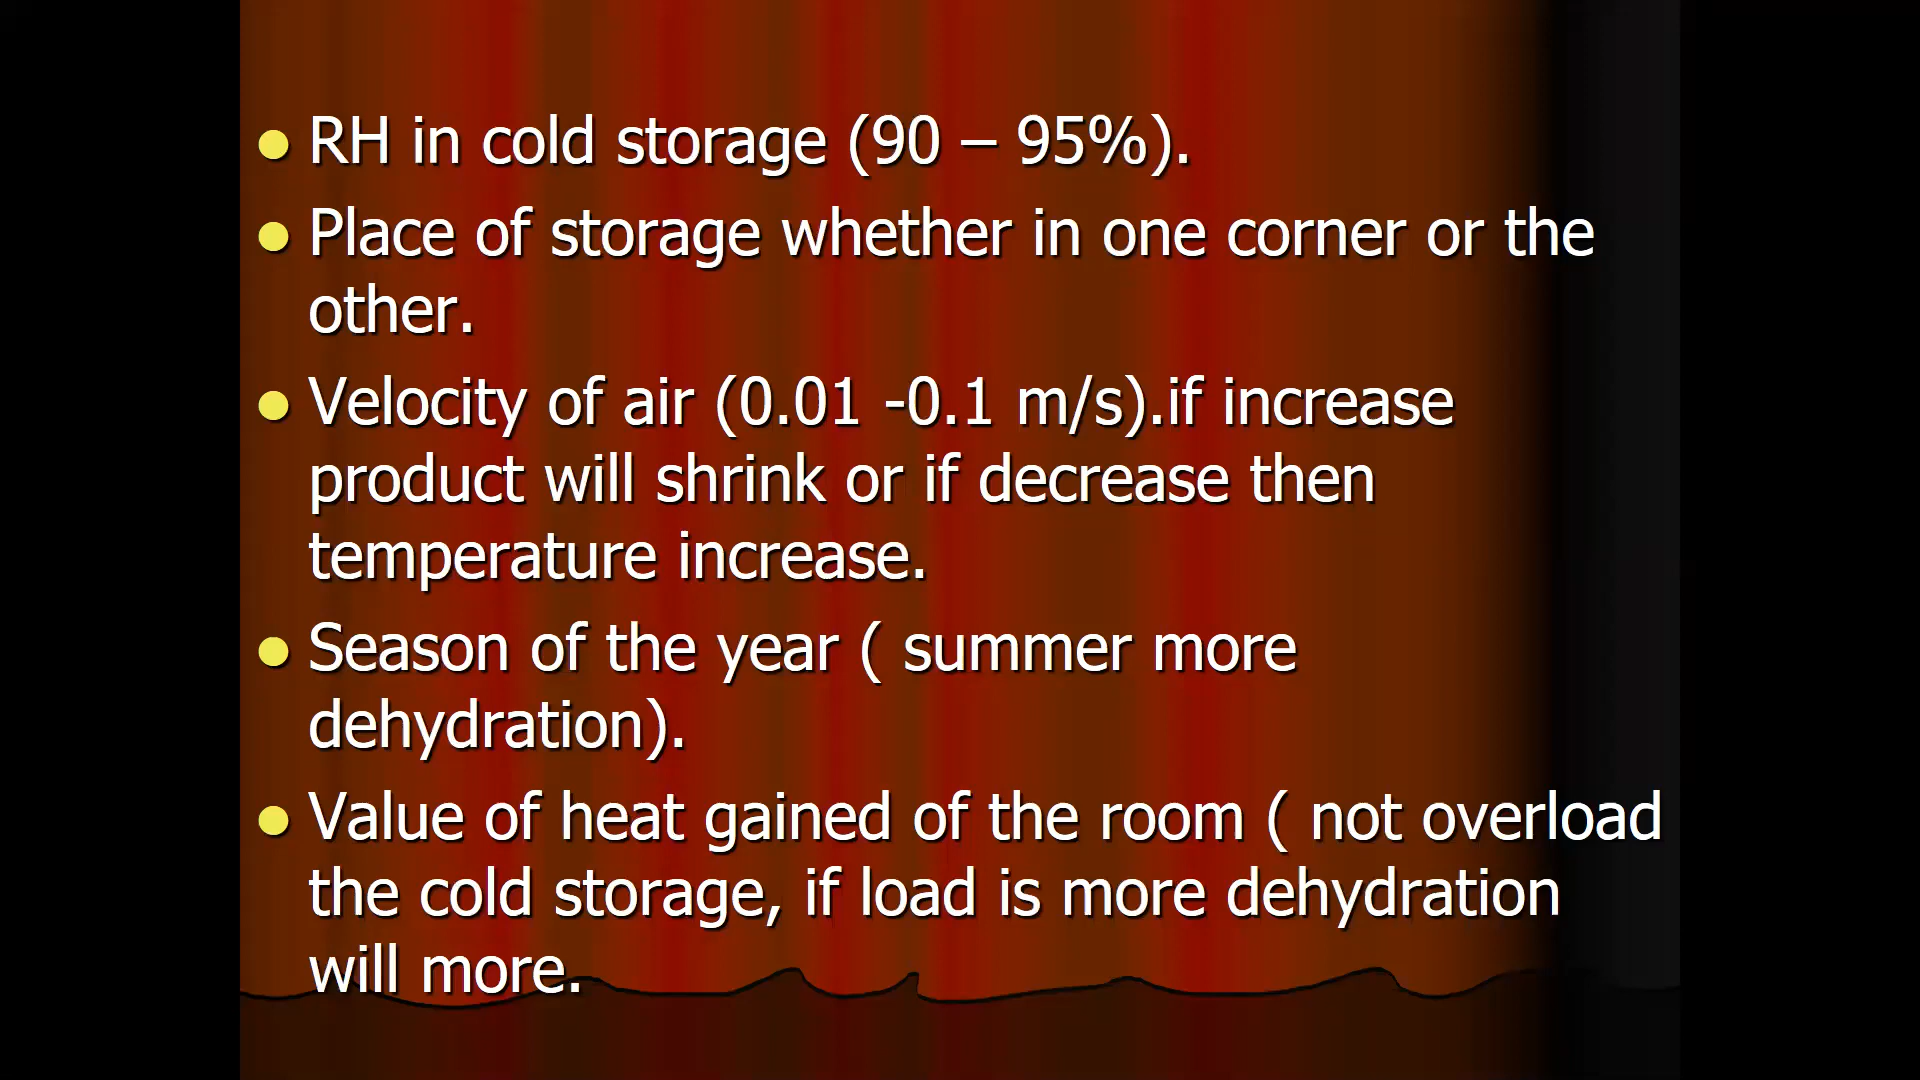 RH in cold storage (90 – 95%).
Place of storage whether in one corner or the
other.
Velocity of air (0.01 -0.1 m/s).if increase
product will shrink or if decrease then
temperature increase.
Season of the year ( summer more
dehydration).
Value of heat gained of the room ( not overload
the cold storage, if load is more dehydration
will more.